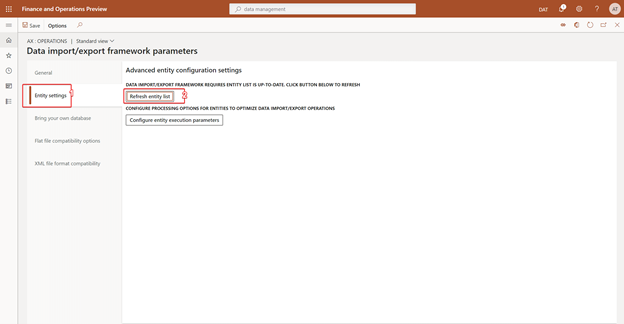 Finance and Operations Preview
data management
DAT
1
?
AT
Save
Options
AX : OPERATIONS | Standard view
Data import/export framework parameters
General
Entity settings
Bring your own database
Flat file compatibility options
XML file format compatibility
Advanced entity configuration settings
DATA IMPORT/EXPORT FRAMEWORK REQUIRES ENTITY LIST IS UP-TO-DATE. CLICK BUTTON BELOW TO REFRESH
Refresh entity list
CONFIGURE PROCESSING OPTIONS FOR ENTITIES TO OPTIMIZE DATA IMPORT/EXPORT OPERATIONS
Configure entity execution parameters